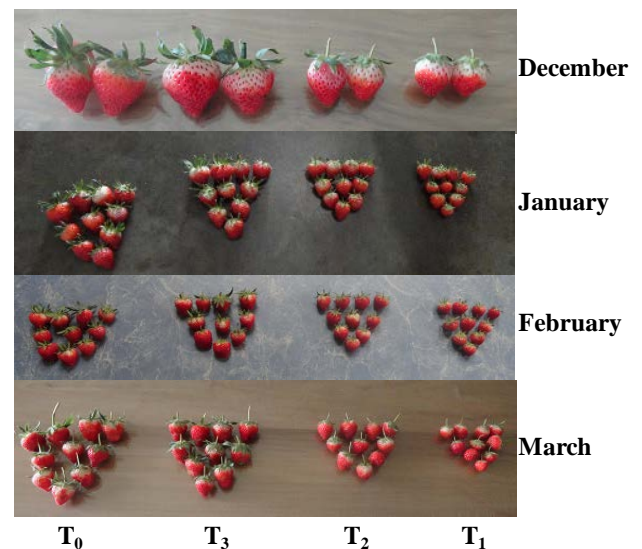 December
January
February
March
T₀ T₃ T₂ T₁